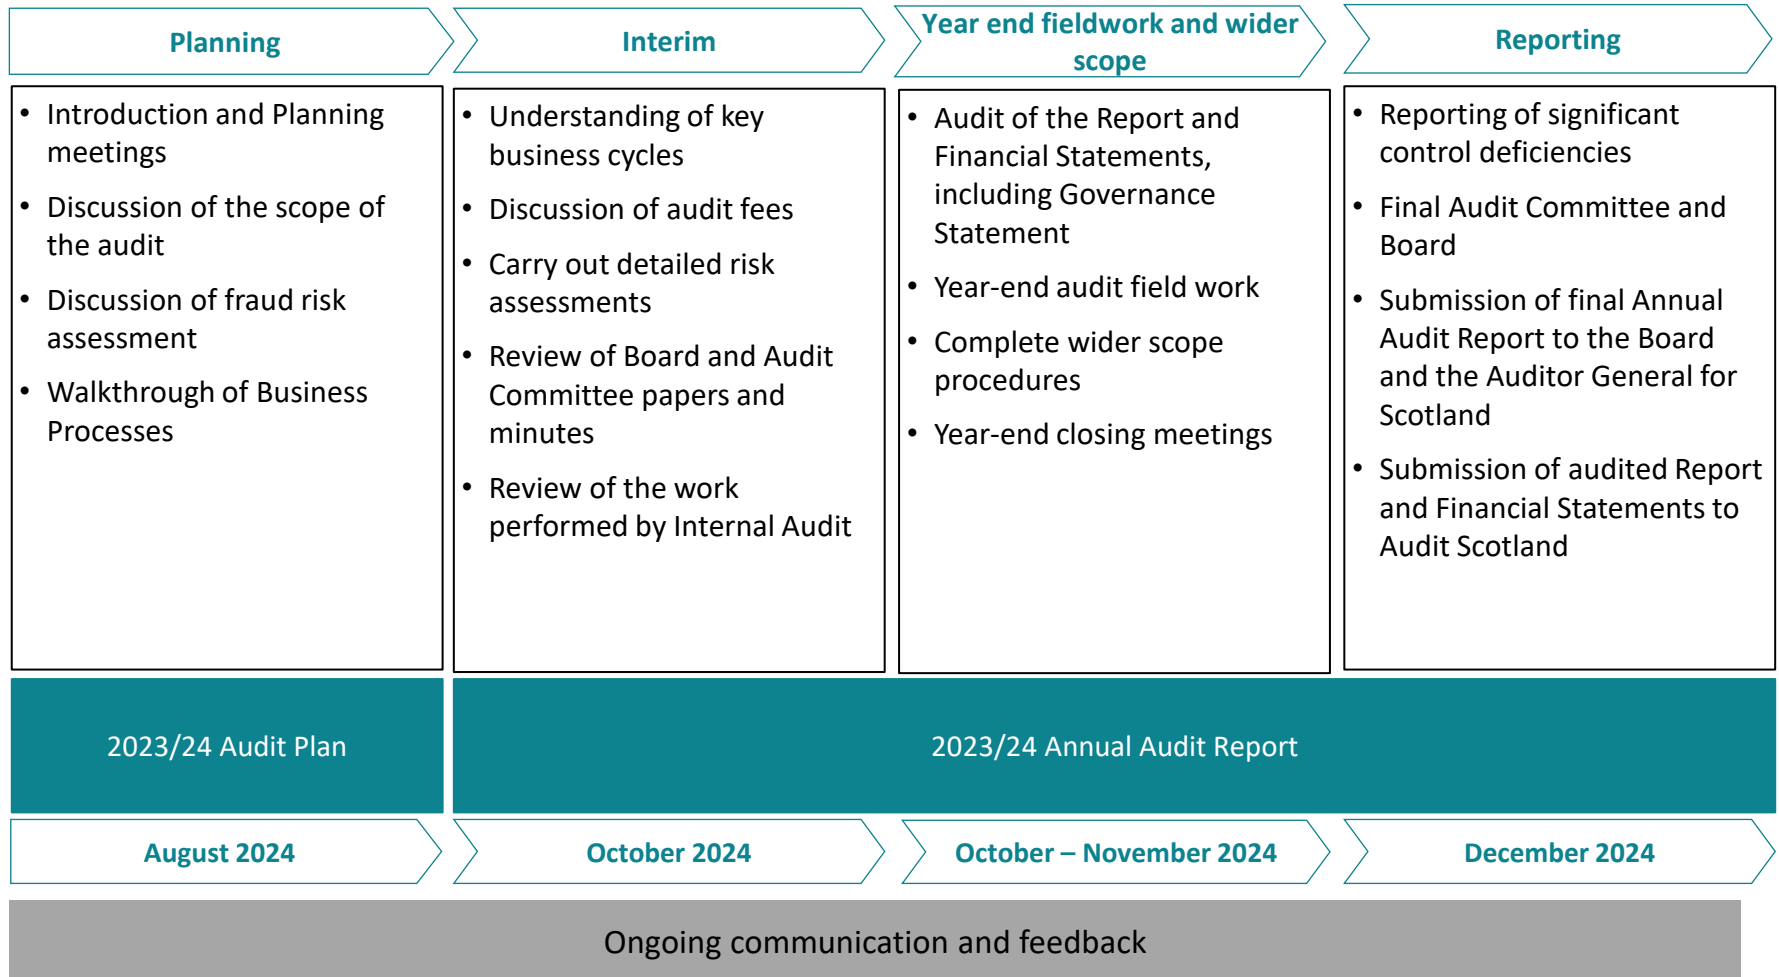 Planning
Interim
Year end fieldwork and wider
scope
Reporting
• Introduction and Planning
meetings
• Discussion of the scope of
the audit
• Discussion of fraud risk
assessment
• Walkthrough of Business
Processes
• Understanding of key
business cycles
• Discussion of audit fees
• Carry out detailed risk
assessments
• Review of Board and Audit
Committee papers and
minutes
• Review of the work
performed by Internal Audit
• Audit of the Report and
Financial Statements,
including Governance
Statement
• Year-end audit field work
• Complete wider scope
procedures
• Year-end closing meetings
• Reporting of significant
control deficiencies
• Final Audit Committee and
Board
• Submission of final Annual
Audit Report to the Board
and the Auditor General for
Scotland
• Submission of audited Report
and Financial Statements to
Audit Scotland
2023/24 Audit Plan
2023/24 Annual Audit Report
August 2024
October 2024
October – November 2024
December 2024
Ongoing communication and feedback